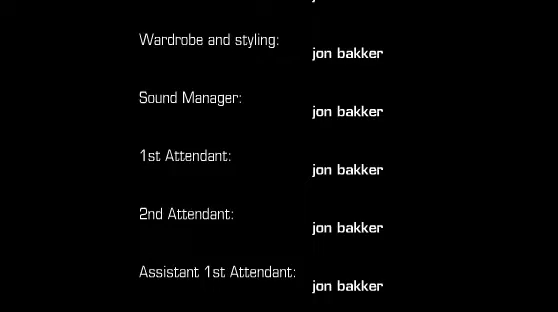 Wardrobe and styling:
jon bakker
Sound Manager:
jon bakker
1st Attendant:
jon bakker
2nd Attendant:
jon bakker
Assistant 1st Attendant:
jon bakker